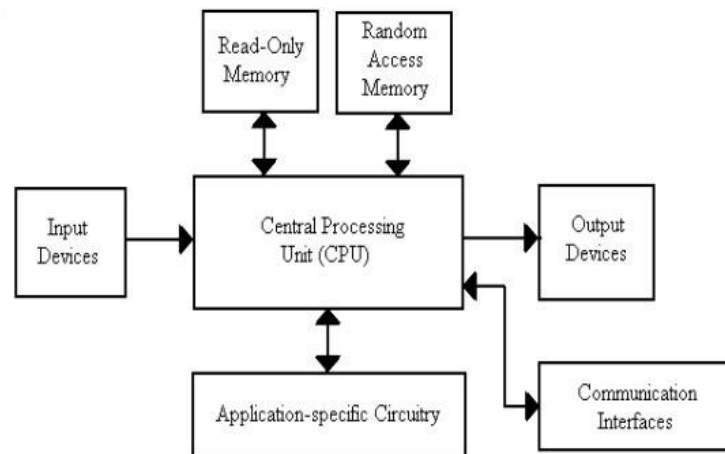 Read-Only
Memory
Random
Access
Memory
Input
Devices
Central Processing
Unit (CPU)
Output
Devices
Application-specific Circuitry
Communication
Interfaces